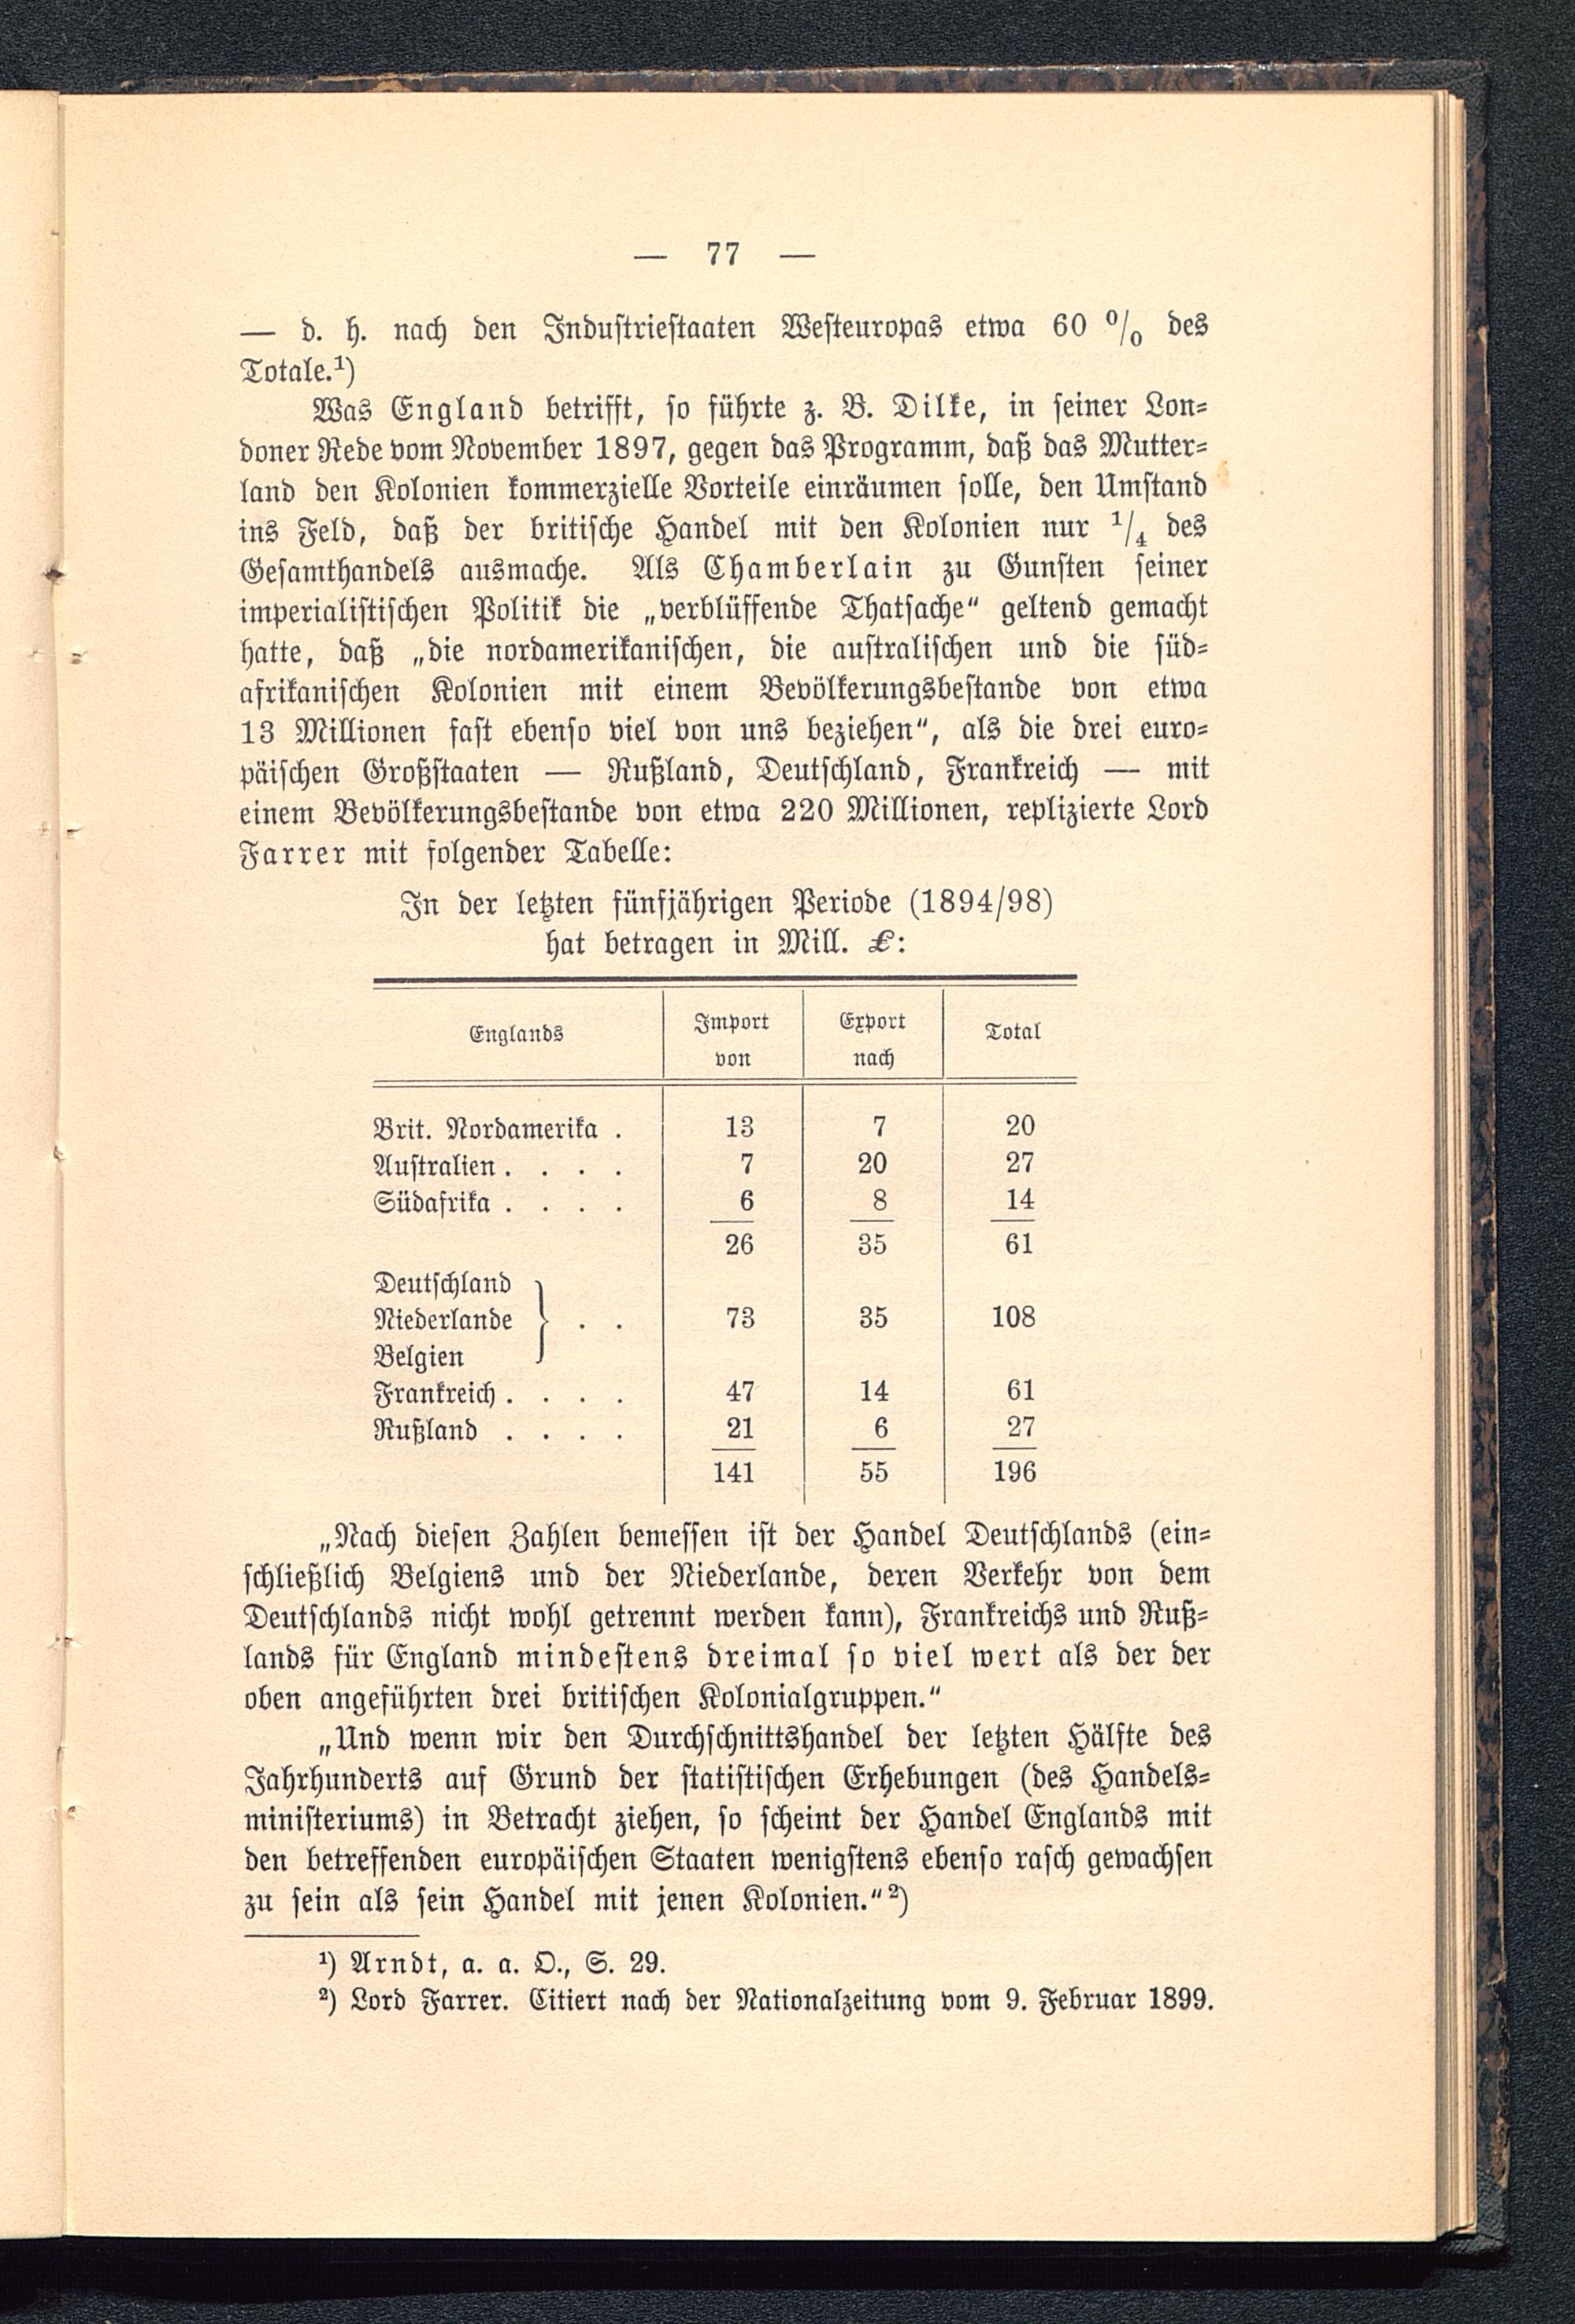 — 77 —
— d. h. nach den Industriestaaten Westeuropas etwa 60 % des
Totale.¹)
Was England betrifft, so führte z. B. Dilke, in seiner Lon-
doner Rede vom November 1897, gegen das Programm, daß das Mutter-
land den Kolonien kommerzielle Vorteile einräumen solle, den Umstand
ins Feld, daß der britische Handel mit den Kolonien nur 1/4 des
Gesamthandels ausmache. Als Chamberlain zu Gunsten seiner
imperialistischen Politik die „verblüffende Thatsache“ geltend gemacht
hatte, daß „die nordamerikanischen, die australischen und die süd-
afrikanischen Kolonien mit einem Bevölkerungsbestande von etwa
13 Millionen fast ebenso viel von uns beziehen“, als die drei euro-
päischen Großstaaten — Rußland, Deutschland, Frankreich — mit
einem Bevölkerungsbestande von etwa 220 Millionen, replizierte Lord
Farrer mit folgender Tabelle:
In der letzten fünfjährigen Periode (1894/98)
hat betragen in Mill. £:
Englands Import von Export nach Total
Brit. Nordamerika . 13 7 20
Australien . . . . 7 20 27
Südafrika . . . . 6 8 14
26 35 61
Deutschland
Niederlande } . . 73 35 108
Belgien
Frankreich . . . . 47 14 61
Rußland . . . . 21 6 27
141 55 196
„Nach diesen Zahlen bemessen ist der Handel Deutschlands (ein-
schließlich Belgiens und der Niederlande, deren Verkehr von dem
Deutschlands nicht wohl getrennt werden kann), Frankreichs und Ruß-
lands für England mindestens dreimal so viel wert als der der
oben angeführten drei britischen Kolonialgruppen.“
„Und wenn wir den Durchschnittshandel der letzten Hälfte des
Jahrhunderts auf Grund der statistischen Erhebungen (des Handels-
ministeriums) in Betracht ziehen, so scheint der Handel Englands mit
den betreffenden europäischen Staaten wenigstens ebenso rasch gewachsen
zu sein als sein Handel mit jenen Kolonien.“²)
¹) Arndt, a. a. O., S. 29.
²) Lord Farrer. Citiert nach der Nationalzeitung vom 9. Februar 1899.